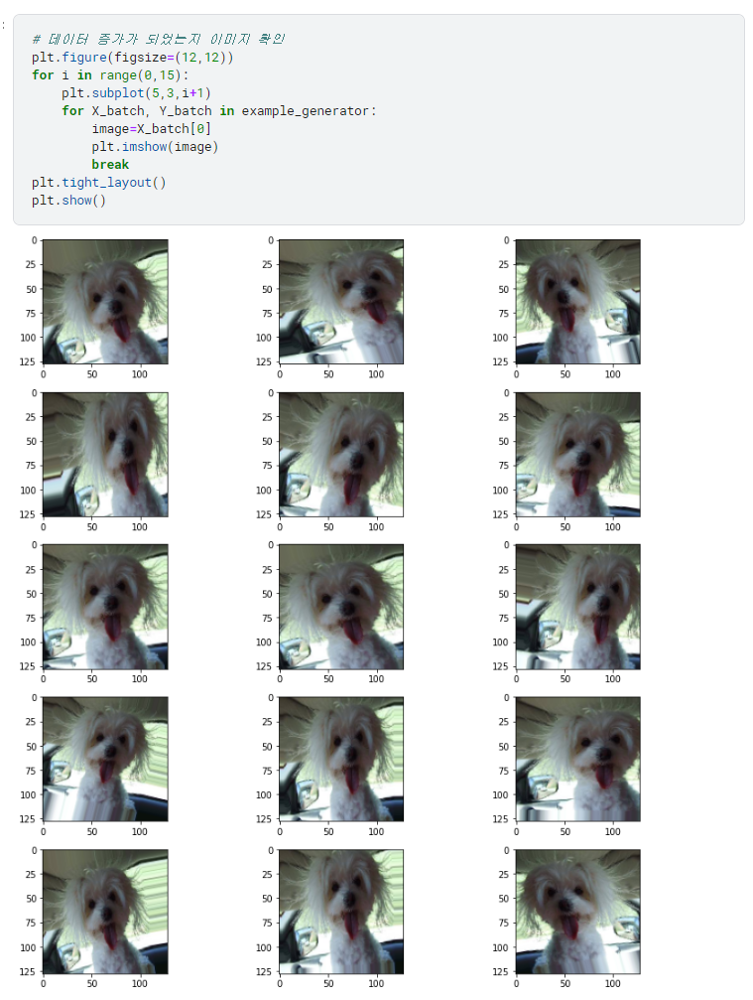 :
# 데이터 증가가 되었는지 이미지 확인
plt.figure(figsize=(12,12))
for i in range(0,15):
    plt.subplot(5,3,i+1)
    for X_batch, Y_batch in example_generator:
        image=X_batch[0]
        plt.imshow(image)
        break
plt.tight_layout()
plt.show()
0 0 0
25 25 25
50 50 50
75 75 75
100 100 100
125 125 125
0 50 100 0 50 100 0 50 100
0 0 0
25 25 25
50 50 50
75 75 75
100 100 100
125 125 125
0 50 100 0 50 100 0 50 100
0 0 0
25 25 25
50 50 50
75 75 75
100 100 100
125 125 125
0 50 100 0 50 100 0 50 100
0 0 0
25 25 25
50 50 50
75 75 75
100 100 100
125 125 125
0 50 100 0 50 100 0 50 100
0 0 0
25 25 25
50 50 50
75 75 75
100 100 100
125 125 125
0 50 100 0 50 100 0 50 100